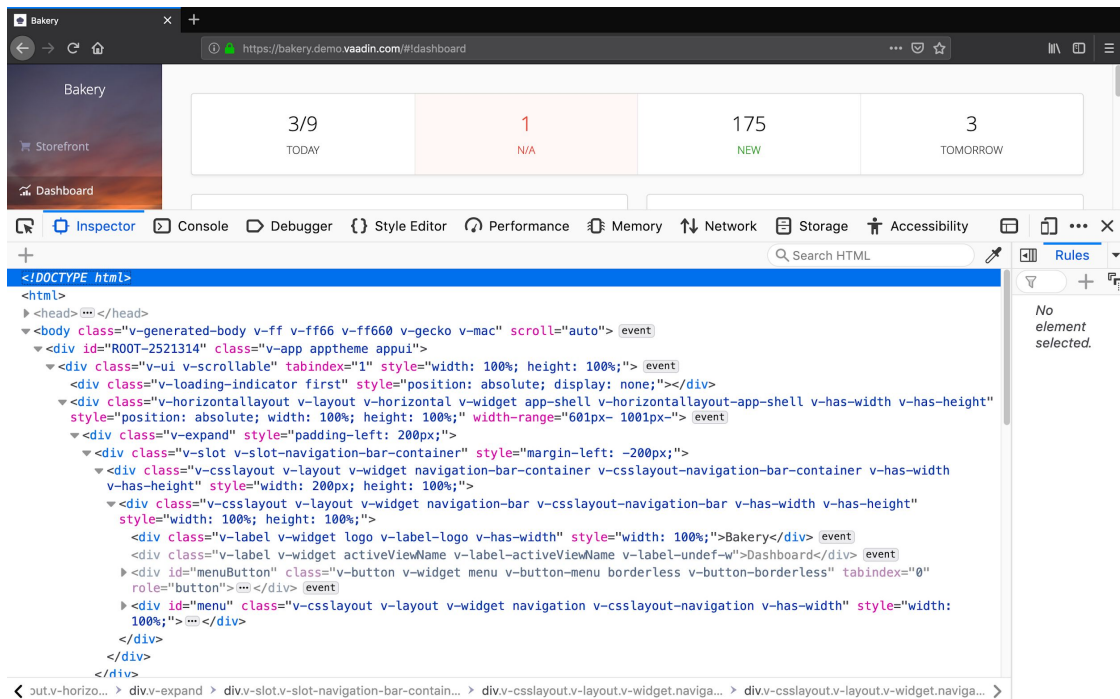 Bakery
https://bakery.demo.vaadin.com/#!dashboard
Bakery
3/9 1 175 3
TODAY N/A NEW TOMORROW
Storefront
Dashboard
Inspector Console Debugger Style Editor Performance Memory Network Storage Accessibility
Search HTML Rules
<!DOCTYPE html>
<html>
<head></head>
<body class="v-generated-body v-ff v-ff66 v-ff660 v-gecko v-mac" scroll="auto"> event
<div id="ROOT-2521314" class="v-app apptheme appui">
<div class="v-ui v-scrollable" tabindex="1" style="width: 100%; height: 100%;"> event
<div class="v-loading-indicator first" style="position: absolute; display: none;"></div>
<div class="v-horizontallayout v-layout v-horizontal v-widget app-shell v-horizontallayout-app-shell v-has-width v-has-height"
style="position: absolute; width: 100%; height: 100%;" width-range="601px- 1001px-"> event
<div class="v-expand" style="padding-left: 200px;">
<div class="v-slot v-slot-navigation-bar-container" style="margin-left: -200px;">
<div class="v-csslayout v-layout v-widget navigation-bar-container v-csslayout-navigation-bar-container v-has-width
v-has-height" style="width: 200px; height: 100%;">
<div class="v-csslayout v-layout v-widget navigation-bar v-csslayout-navigation-bar v-has-width v-has-height"
style="width: 100%; height: 100%;">
<div class="v-label v-widget logo v-label-logo v-has-width" style="width: 100%;">Bakery</div> event
<div class="v-label v-widget activeViewName v-label-activeViewName v-label-undef-w">Dashboard</div> event
<div id="menuButton" class="v-button v-widget menu v-button-menu borderless v-button-borderless" tabindex="0"
role="button"></div> event
<div id="menu" class="v-csslayout v-layout v-widget navigation v-csslayout-navigation v-has-width" style="width:
100%;"></div>
</div>
</div>
</div>
No
element
selected.
out.v-horizo... div.v-expand div.v-slot.v-slot-navigation-bar-contain... div.v-csslayout.v-layout.v-widget.naviga... div.v-csslayout.v-layout.v-widget.naviga...